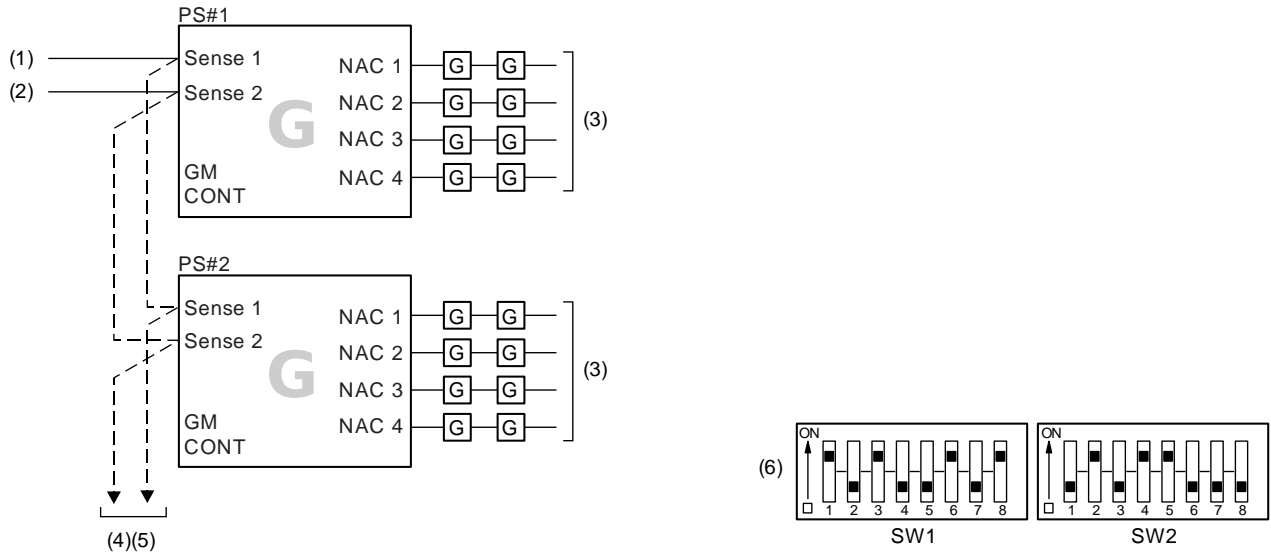 PS#1
(1)
Sense 1
(2)
Sense 2
G
GM
CONT
NAC 1
G G
NAC 2
G G
NAC 3
G G
NAC 4
G G
(3)
PS#2
Sense 1
Sense 2
G
GM
CONT
NAC 1
G G
NAC 2
G G
NAC 3
G G
NAC 4
G G
(3)
(4)(5)
(6)
ON
1 2 3 4 5 6 7 8
SW1
ON
1 2 3 4 5 6 7 8
SW2